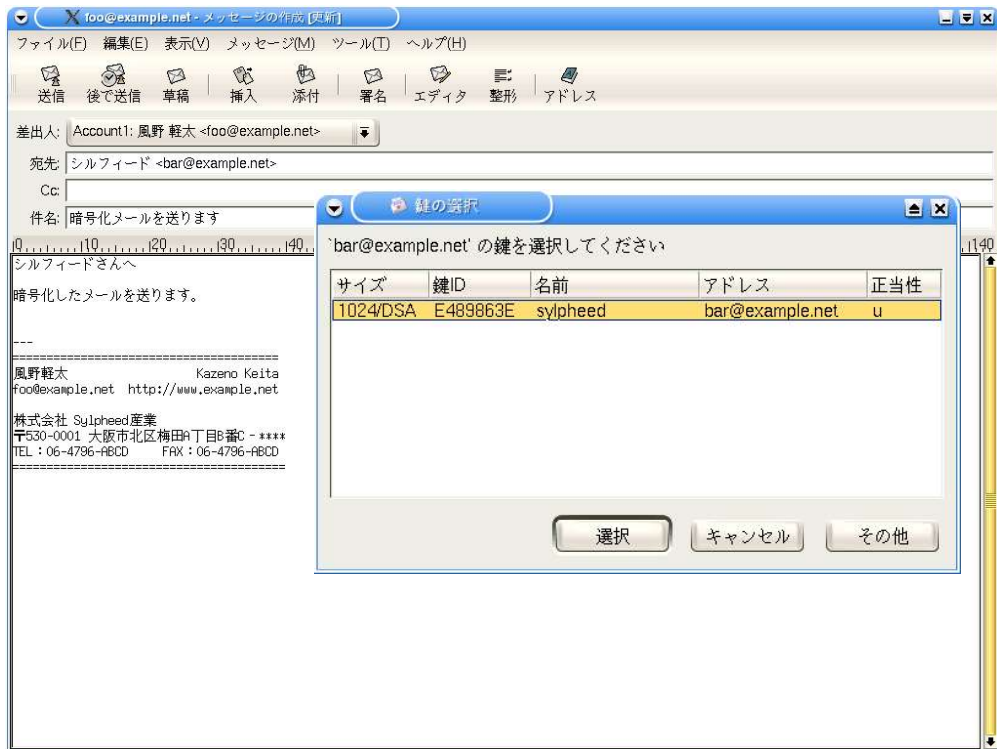 foo@example.net - メッセージの作成 [更新]
ファイル(F) 編集(E) 表示(V) メッセージ(M) ツール(T) ヘルプ(H)
送信 後で送信 草稿 挿入 添付 署名 エディタ 整形 アドレス
差出人: Account1: 風野 軽太 <foo@example.net>
宛先: シルフィード <bar@example.net>
Cc:
件名: 暗号化メールを送ります
0 10 20 30 40 140
シルフィードさんへ
暗号化したメールを送ります。
---
========================================
風野軽太 Kazeno Keita
foo@example.net http://www.example.net
株式会社 Sylpheed産業
〒530-0001 大阪市北区梅田A丁目B番C-****
TEL：06-4796-ABCD FAX：06-4796-ABCD
=========================================
鍵の選択
`bar@example.net' の鍵を選択してください
サイズ 鍵ID 名前 アドレス 正当性
1024/DSA E489863E sylpheed bar@example.net u
選択 キャンセル その他